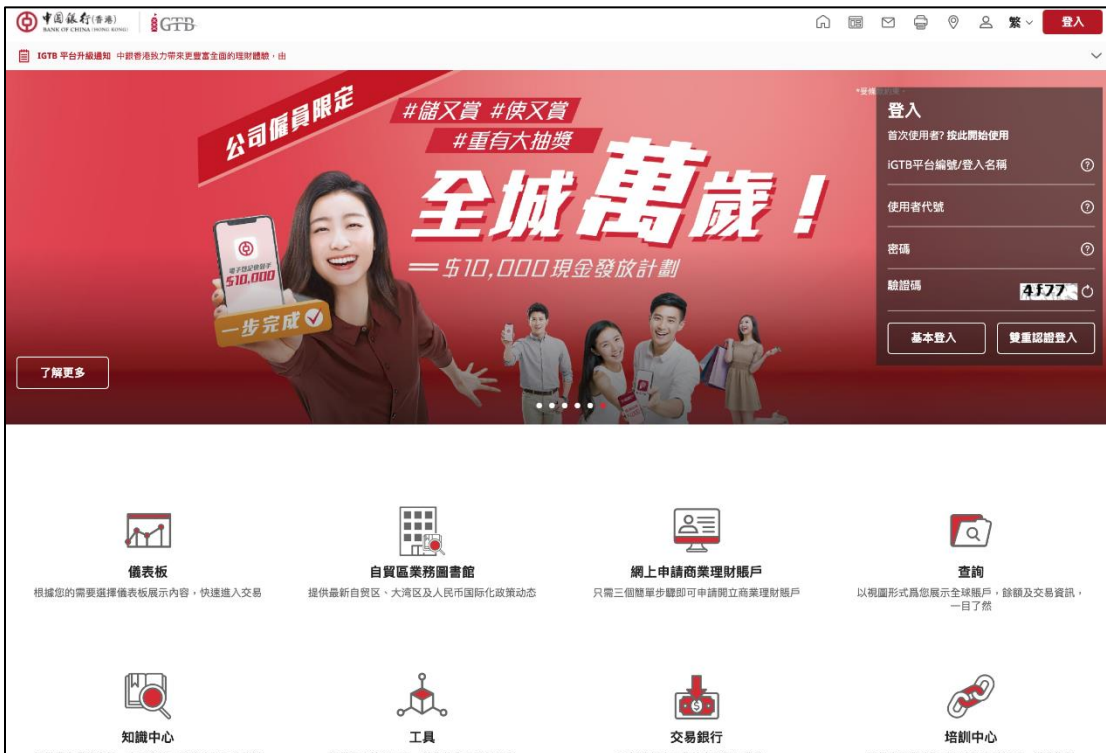 中国銀行(香港)
BANK OF CHINA (HONG KONG)
iGTB
繁
登入
IGTB 平台升級通知 中銀香港致力帶來更豐富全面的理財體驗，由
公司僱員限定
#儲又賞 #使又賞
#重有大抽獎
全城萬歲！
$10,000現金發放計劃
電子登記後賺享
$10,000
一步完成
了解更多
登入
首次使用者? 按此開始使用
iGTB平台編號/登入名稱
使用者代號
密碼
驗證碼
基本登入
雙重認證登入
儀表板
根據您的需要選擇儀表板展示內容，快速進入交易
自貿區業務圖書館
提供最新自贸区、大湾区及人民币国际化政策动态
網上申請商業理財賬戶
只需三個簡單步驟即可申請開立商業理財賬戶
查詢
以視圖形式爲您展示全球賬戶，餘額及交易資訊，
一目了然
知識中心
工具
交易銀行
培訓中心